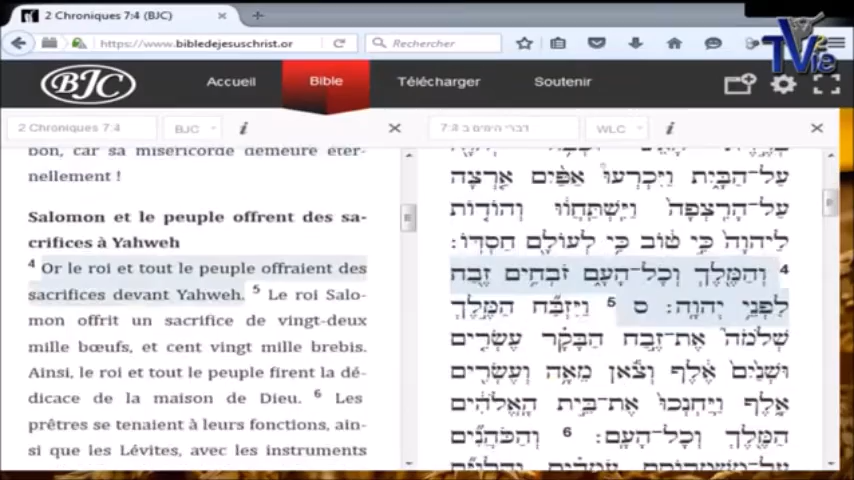 2 Chroniques 7:4 (BJC)
https://www.bibledejesuschrist.or
Rechercher
TV2vie
BJC
Accueil
Bible
Télécharger
Soutenir
2 Chroniques 7:4
BJC
דברי הימים ב 7:4
WLC
bon, car sa miséricorde demeure éter-
nellement !
Salomon et le peuple offrent des sa-
crifices à Yahweh
4 Or le roi et tout le peuple offraient des
sacrifices devant Yahweh. 5 Le roi Salo-
mon offrit un sacrifice de vingt-deux
mille bœufs, et cent vingt mille brebis.
Ainsi, le roi et tout le peuple firent la dé-
dicace de la maison de Dieu. 6 Les
prêtres se tenaient à leurs fonctions, ain-
si que les Lévites, avec les instruments
עַל־הַבָּ֑יִת וַיִּכְרְעוּ֩ אַפַּ֨יִם אַ֤רְצָה
עַל־הָרִֽצְפָה֙ וַיִּֽשְׁתַּחֲו֔וּ וְהוֹד֤וֹת
לַיהוָה֙ כִּ֣י ט֔וֹב כִּ֥י לְעוֹלָ֖ם חַסְדּֽוֹ׃
4 וְהַמֶּ֙לֶךְ֙ וְכָל־הָעָ֔ם זֹבְחִ֥ים זֶ֖בַח
לִפְנֵ֥י יְהוָֽה׃ ס 5 וַיִּזְבַּ֞ח הַמֶּ֣לֶךְ
שְׁלֹמֹה֮ אֶת־זֶ֣בַח הַבָּקָר֒ עֶשְׂרִ֤ים
וּשְׁנַ֙יִם֙ אֶ֔לֶף וְצֹ֕אן מֵאָ֥ה וְעֶשְׂרִ֖ים
אָ֑לֶף וַֽיַּחְנְכוּ֙ אֶת־בֵּ֣ית הָאֱלֹהִ֔ים
הַמֶּ֖לֶךְ וְכָל־הָעָֽם׃ 6 וְהַכֹּהֲנִ֞ים
עַל־מִשְׁמְרוֹתָ֣ם עֹמְדִ֗ים וְהַלְוִיִּ֞ם